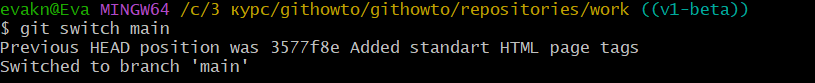 evakn@Eva MINGW64 /c/3 курс/githowto/githowto/repositories/work ((v1-beta))
$ git switch main
Previous HEAD position was 3577f8e Added standart HTML page tags
Switched to branch 'main'